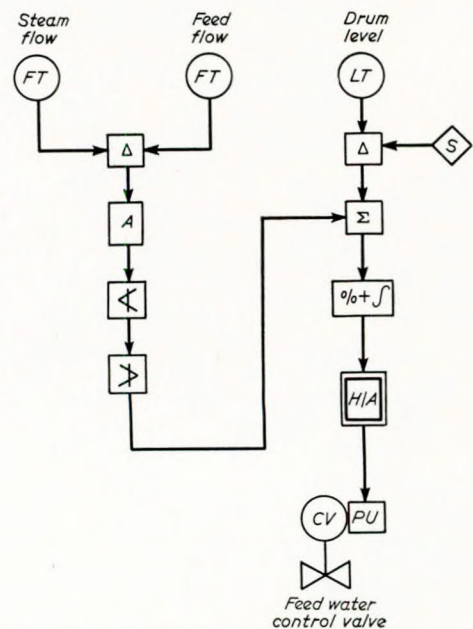 Steam
flow
Feed
flow
Drum
level
FT
FT
LT
Δ
Δ
S
A
Σ
≮
%+∫
≯
H/A
CV
PU
Feed water
control valve